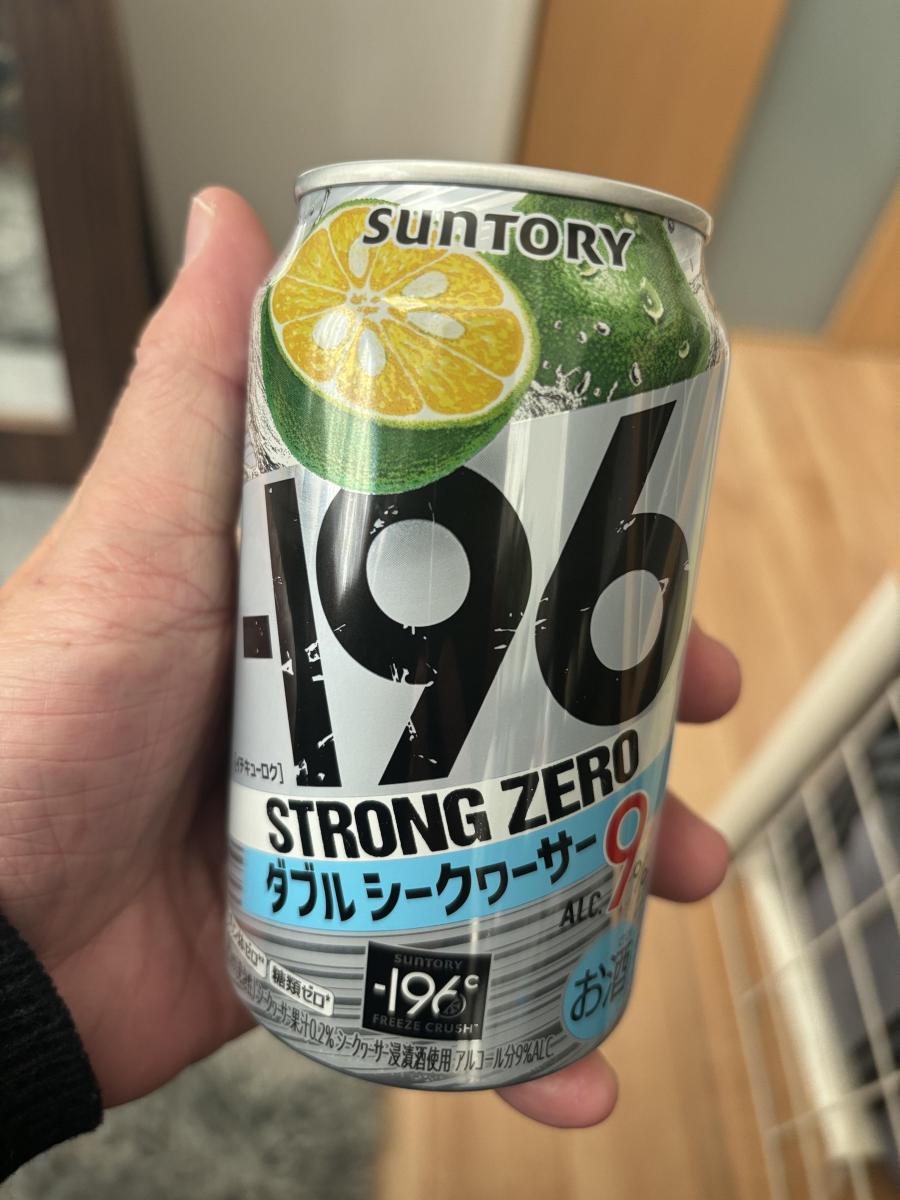 SUNTORY
-196
イチキューロク]
STRONG ZERO
ダブルシークヮーサー
ALC. 9%
糖類ゼロ*
SUNTORY
-196°
FREEZE CRUSH™
お酒
シークヮーサー果汁0.2% シークヮーサー浸漬酒使用 アルコール分9%ALC